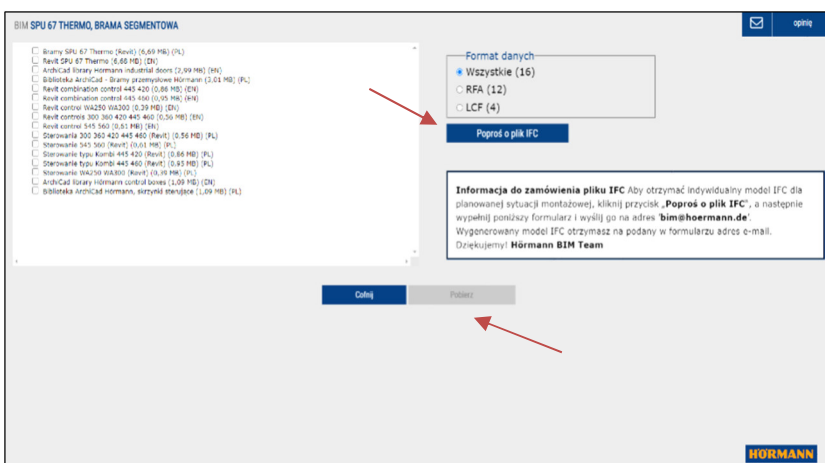 BIM SPU 67 THERMO, BRAMA SEGMENTOWA
opinię
Bramy SPU 67 Thermo (Revit) (6,69 MB) (PL)
Revit SPU 67 Thermo (6,68 MB) (EN)
ArchiCad library Hörmann industrial doors (2,99 MB) (EN)
Biblioteka ArchiCad - Bramy przemysłowe Hörmann (3,01 MB) (PL)
Revit combination control 445 420 (0,86 MB) (EN)
Revit combination control 445 460 (0,95 MB) (EN)
Revit control WA250 WA300 (0,39 MB) (EN)
Revit controls 300 360 420 445 460 (0,56 MB) (EN)
Revit control 545 560 (0,61 MB) (EN)
Sterowania 300 360 420 445 460 (Revit) (0,56 MB) (PL)
Sterowanie 545 560 (Revit) (0,61 MB) (PL)
Sterowanie typu Kombi 445 420 (Revit) (0,86 MB) (PL)
Sterowanie typu Kombi 445 460 (Revit) (0,95 MB) (PL)
Sterowanie WA250 WA300 (Revit) (0,39 MB) (PL)
ArchiCad library Hörmann control boxes (1,09 MB) (EN)
Biblioteka ArchiCad Hörmann, skrzynki sterujące (1,09 MB) (PL)
Format danych
Wszystkie (16)
RFA (12)
LCF (4)
Poproś o plik IFC
Informacja do zamówienia pliku IFC Aby otrzymać indywidualny model IFC dla
planowanej sytuacji montażowej, kliknij przycisk „Poproś o plik IFC", a następnie
wypełnij poniższy formularz i wyślij go na adres 'bim@hoermann.de'.
Wygenerowany model IFC otrzymasz na podany w formularzu adres e-mail.
Dziękujemy! Hörmann BIM Team
Cofnij
Pobierz
HÖRMANN